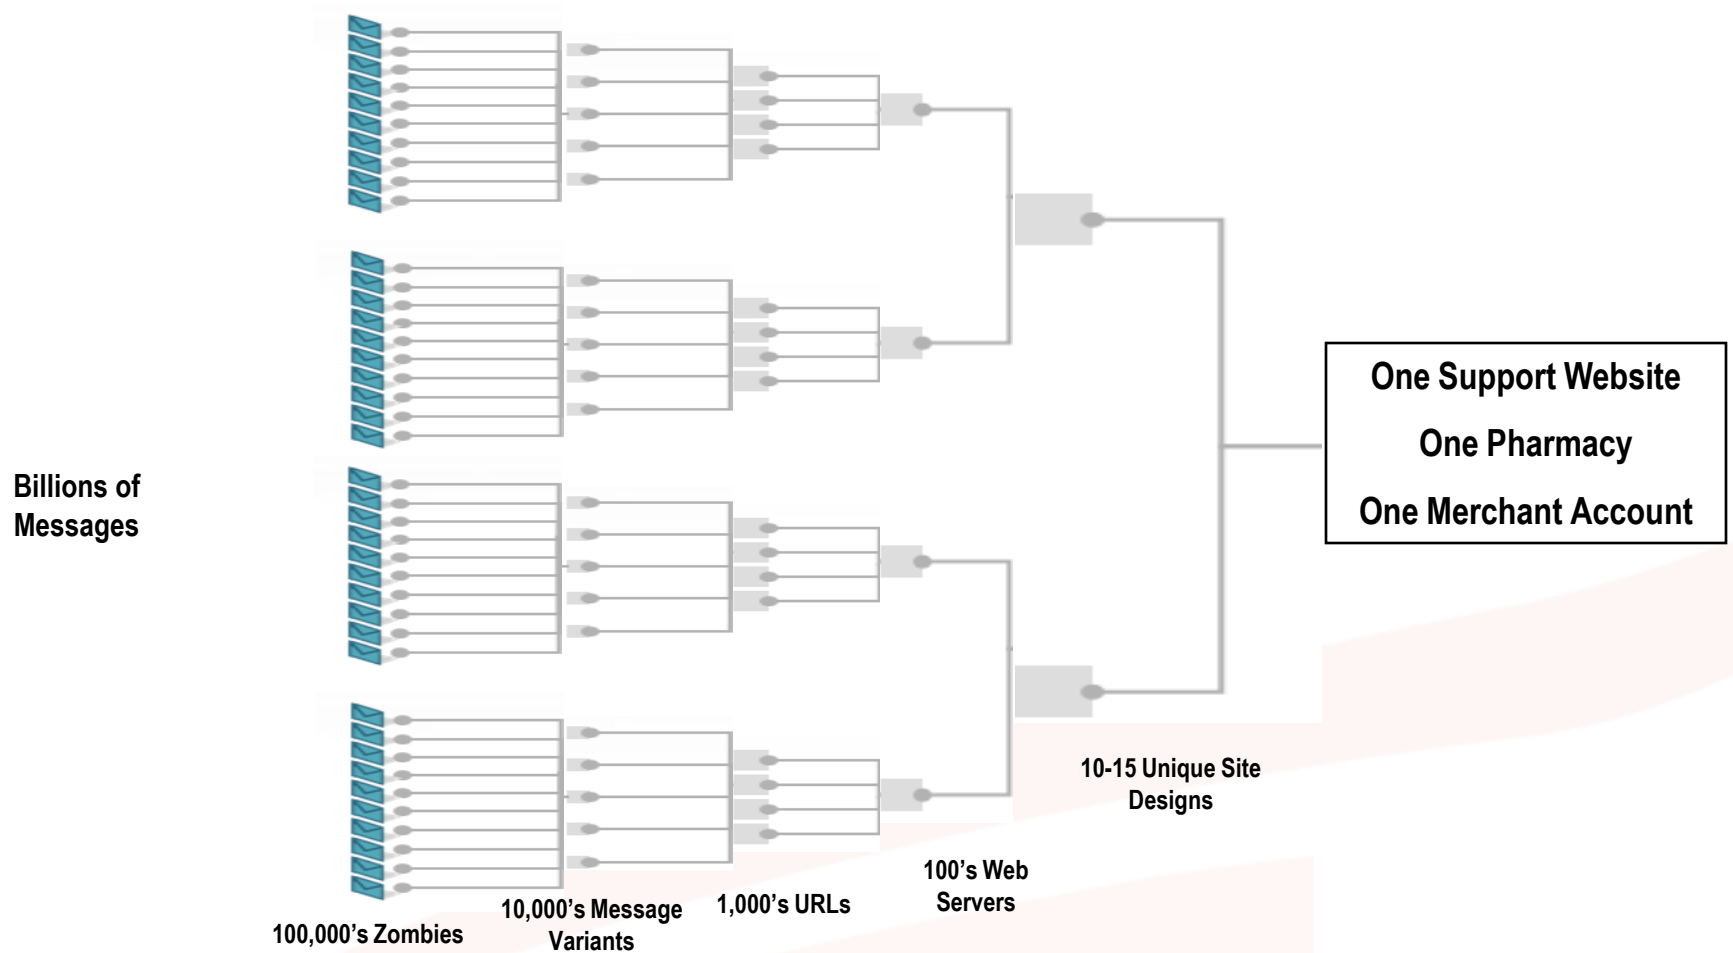 Billions of
Messages
100,000’s Zombies
10,000’s Message
Variants
1,000’s URLs
100’s Web
Servers
10-15 Unique Site
Designs
One Support Website
One Pharmacy
One Merchant Account